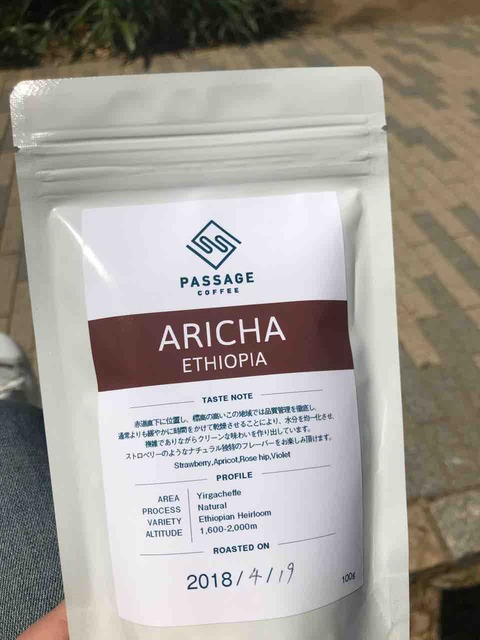 PASSAGE
COFFEE
ARICHA
ETHIOPIA
TASTE NOTE
赤道直下に位置し、標高の高いこの地域では品質管理を徹底し、
通常よりも緩やかに時間をかけて乾燥させることにより、水分を均一化させ、
複雑でありながらクリーンな味わいを作り出しています。
ストロベリーのようなナチュラル独特のフレーバーをお楽しみ頂けます。
Strawberry,Apricot,Rose hip,Violet
PROFILE
AREA Yirgacheffe
PROCESS Natural
VARIETY Ethiopian Heirloom
ALTITUDE 1,600-2,000m
ROASTED ON
2018/4/19
100g